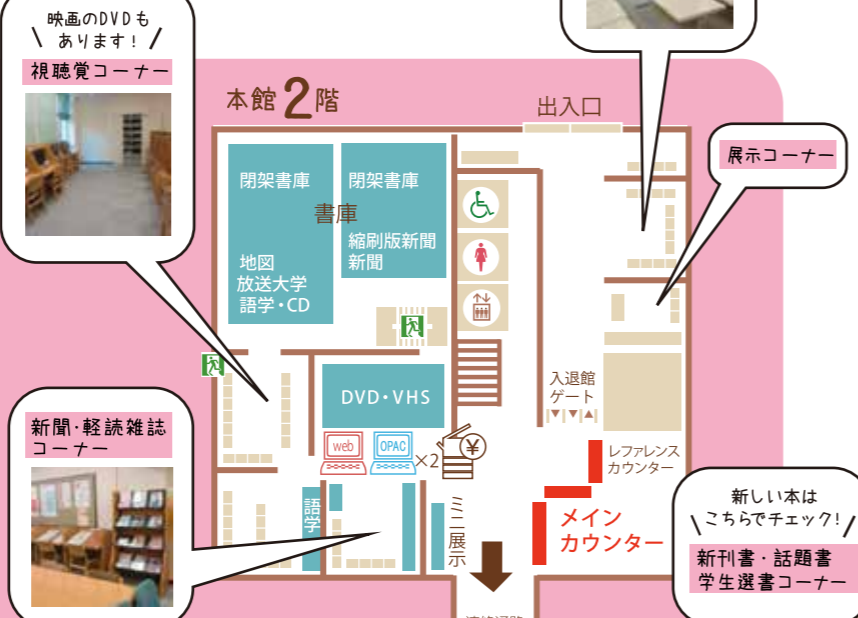 映画のDVDも
あります!
視聴覚コーナー
本館2階
出入口
展示コーナー
閉架書庫
閉架書庫
書庫
縮刷版新聞
新聞
地図
放送大学
語学・CD
入退館
ゲート
DVD・VHS
web
OPAC
×2
¥
レファレンス
カウンター
新聞・軽読雑誌
コーナー
語学
ミニ展示
メイン
カウンター
新しい本は
こちらでチェック!
新刊書・話題書
学生選書コーナー